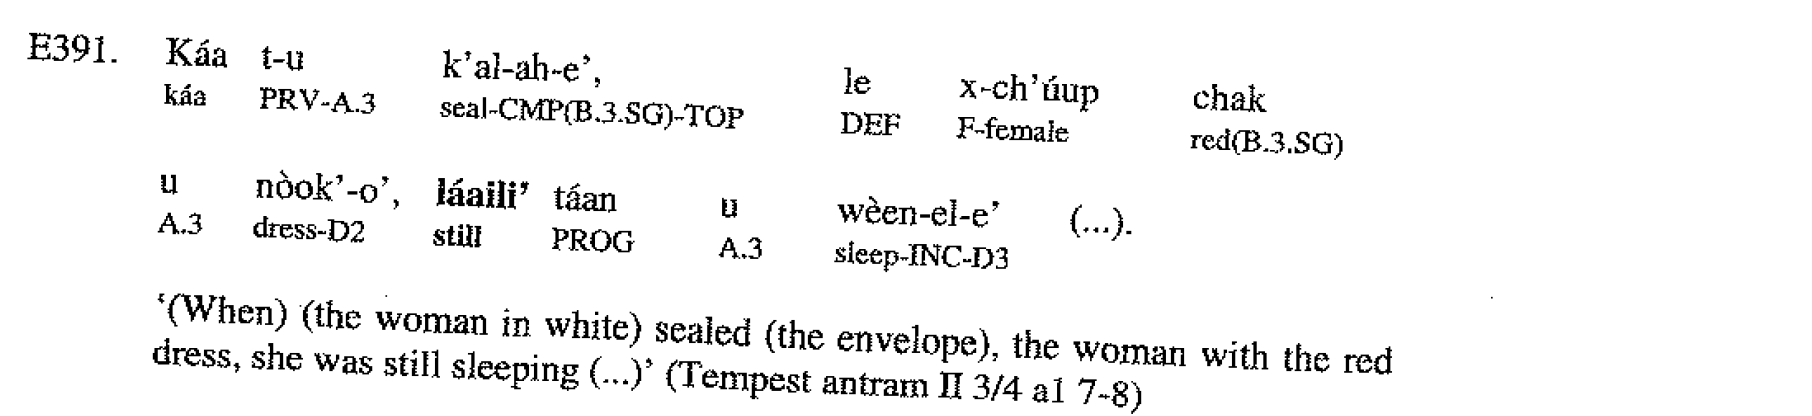 E391. Káa t-u k’al-ah-e’, le x-ch’úup chak
káa PRV-A.3 seal-CMP(B.3.SG)-TOP DEF F-female red(B.3.SG)
u nòok’-o’, láaili’ táan u wèen-el-e’ (...).
A.3 dress-D2 still PROG A.3 sleep-INC-D3
‘(When) (the woman in white) sealed (the envelope), the woman with the red
dress, she was still sleeping (...)’ (Tempest antram II 3/4 a1 7-8)